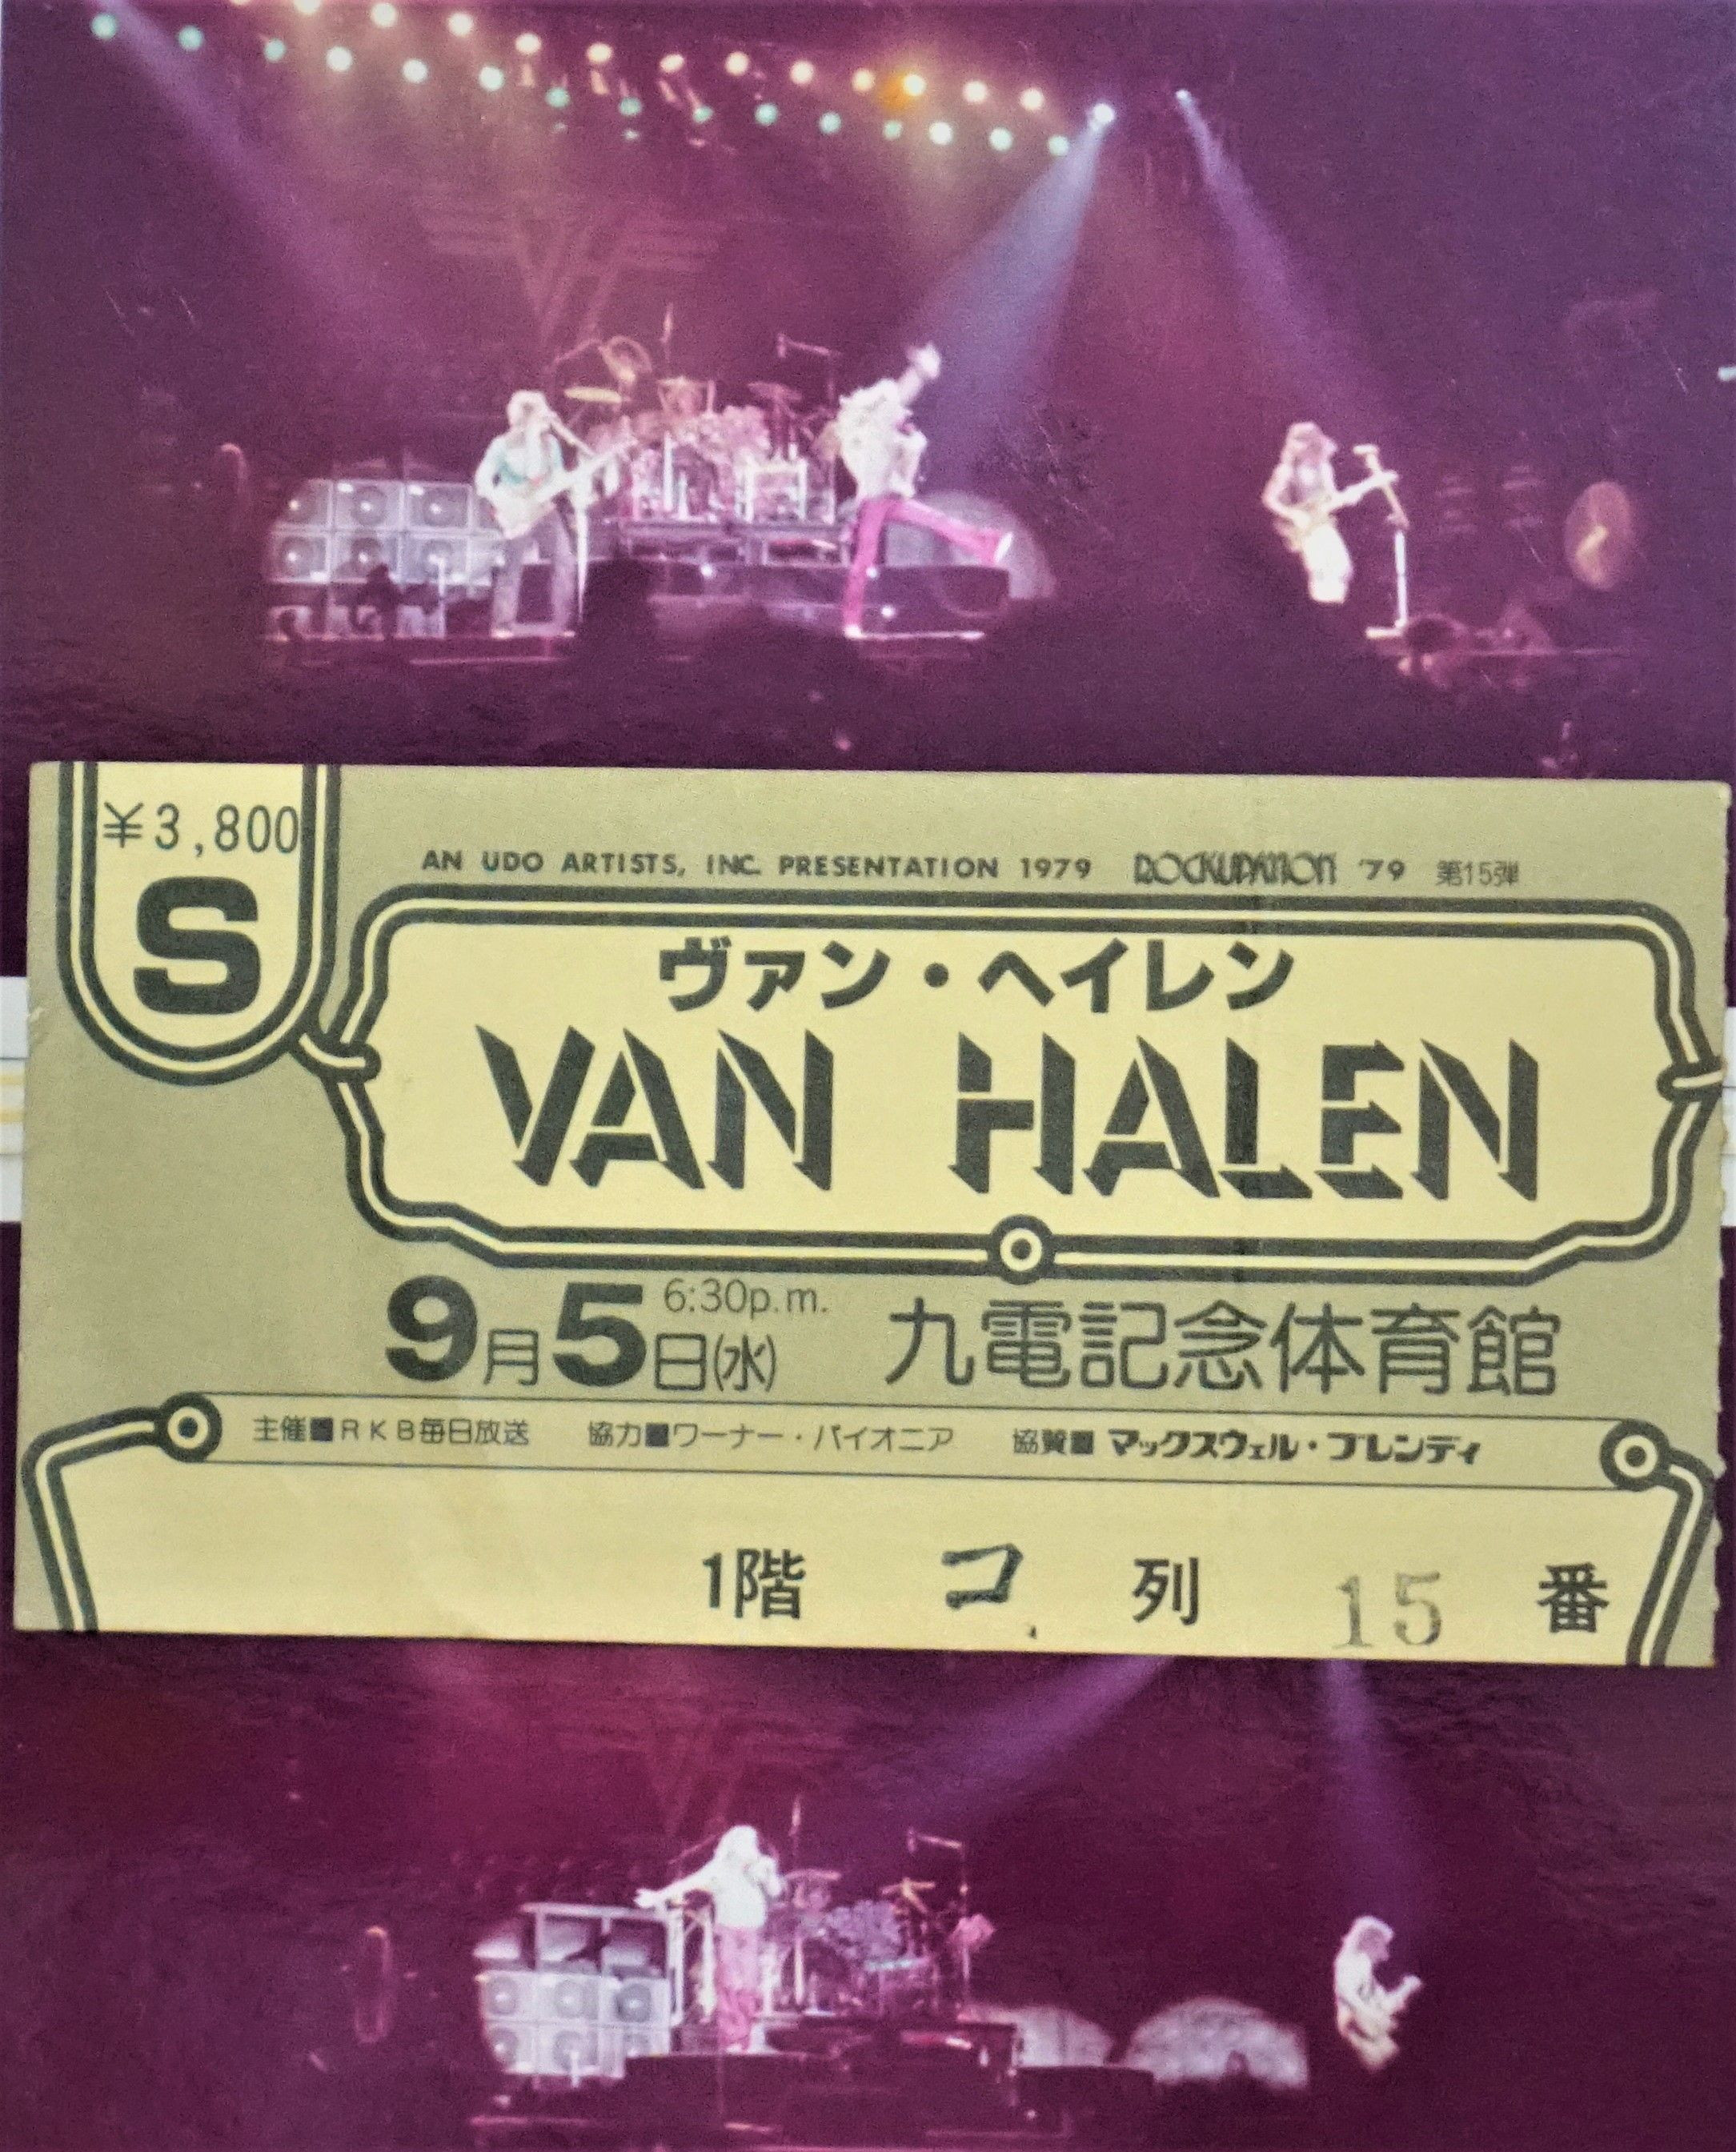 ¥3,800
S
AN UDO ARTISTS, INC. PRESENTATION 1979 ROCKUPATION '79 第15弾
ヴァン・ヘイレン
VAN HALEN
9月5日(水) 6:30p.m. 九電記念体育館
主催■RKB毎日放送 協力■ワーナー・パイオニア 協賛■マックスウェル・ブレンディ
1階 コ 列 15 番